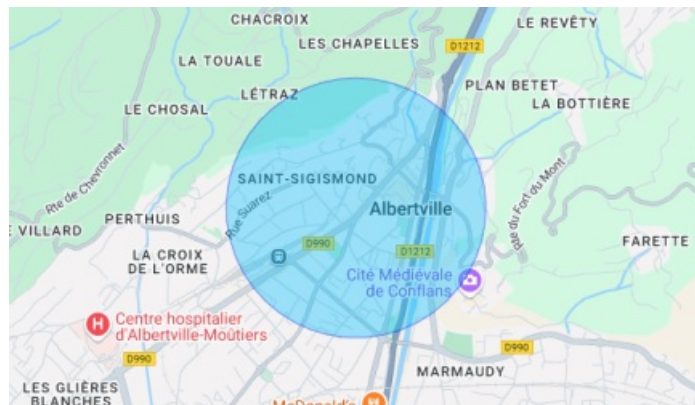 CHACROIX
LE REVÊTY
LES CHAPELLES
D1212
LA TOUALE
PLAN BETET
LÉTRAZ
LA BOTTIÈRE
LE CHOSAL
Rte de Chevronnet
SAINT-SIGISMOND
Rue Suarez
Albertville
Rte du Fort du Mont
PERTHUIS
E VILLARD
D990
D1212
FARETTE
LA CROIX
DE L'ORME
Cité Médiévale
de Conflans
H
Centre hospitalier
d'Albertville-Moûtiers
D990
D990
MARMAUDY
LES GLIÈRES
BLANCHES
McDonald's